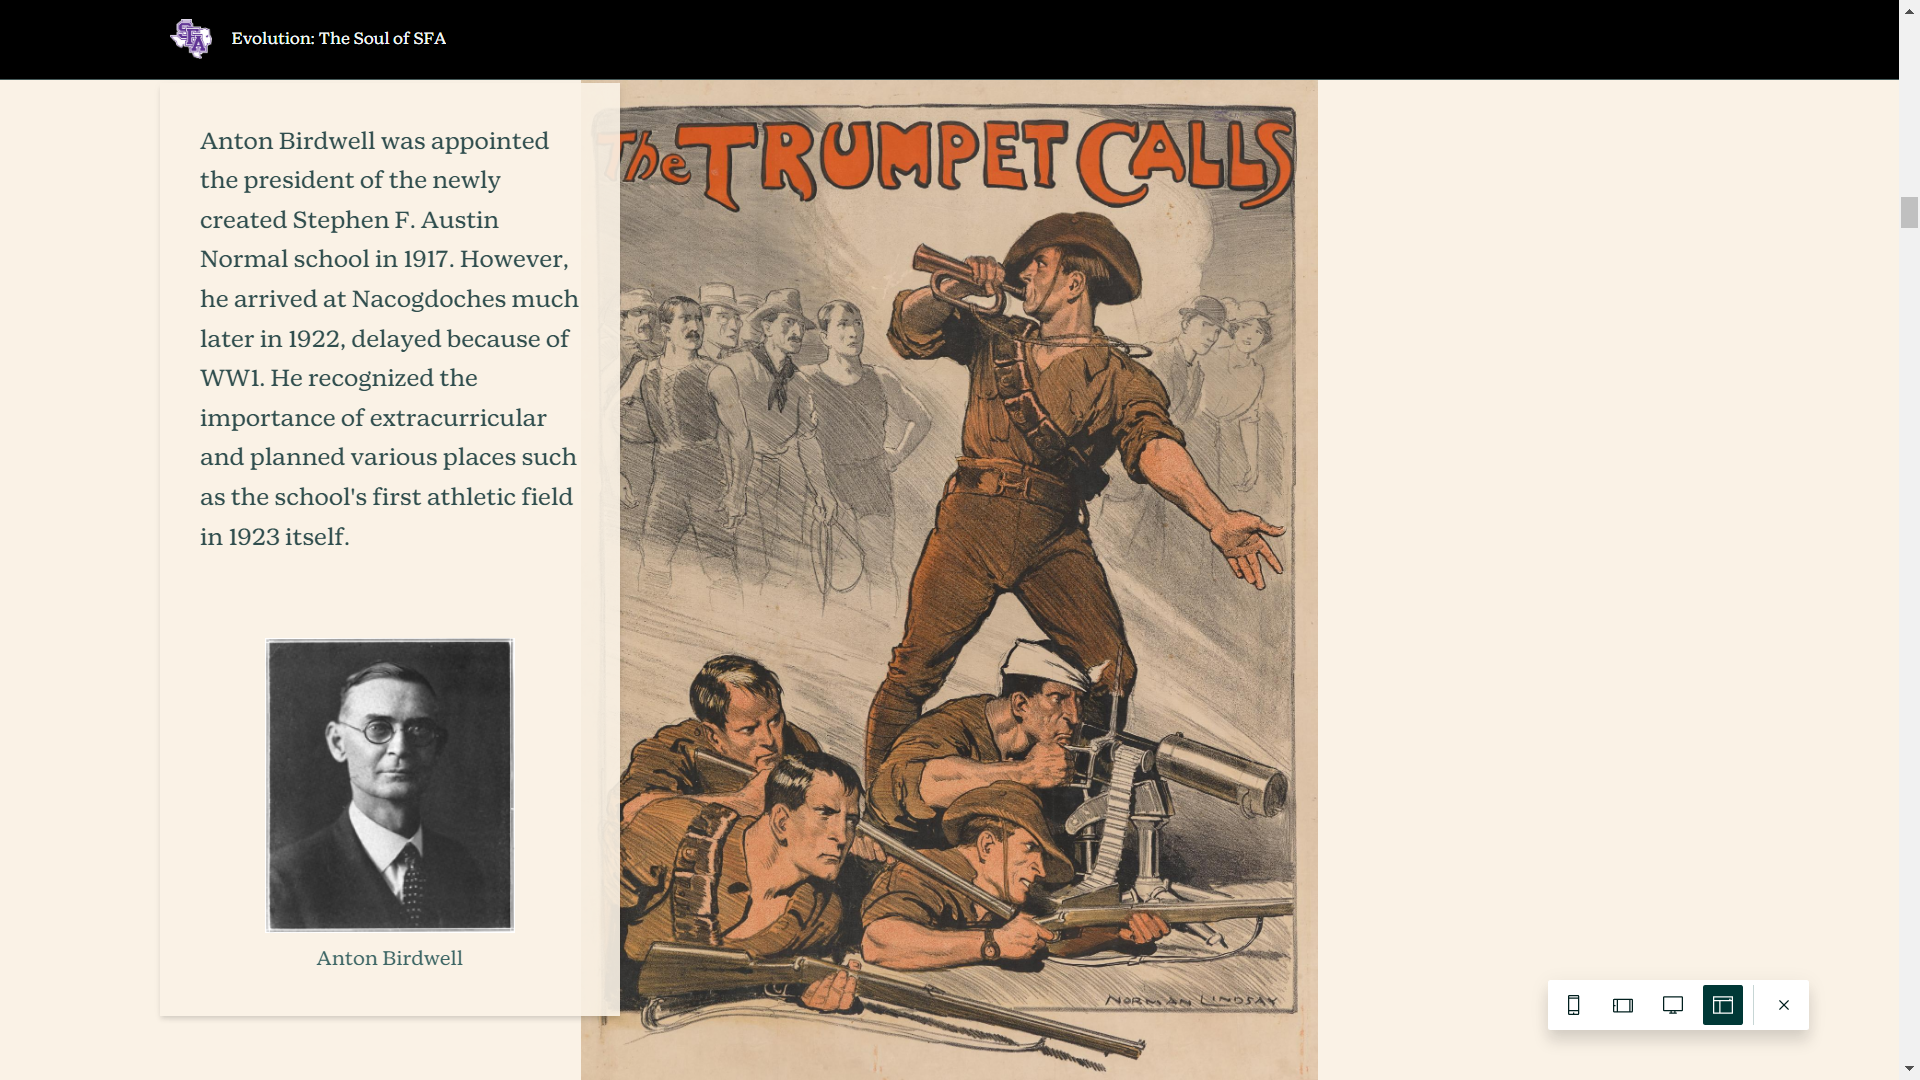 SFA
Evolution: The Soul of SFA
Anton Birdwell was appointed
the president of the newly
created Stephen F. Austin
Normal school in 1917. However,
he arrived at Nacogdoches much
later in 1922, delayed because of
WW1. He recognized the
importance of extracurricular
and planned various places such
as the school's first athletic field
in 1923 itself.
Anton Birdwell
The TRUMPET CALLS
NORMAN LINDSAY